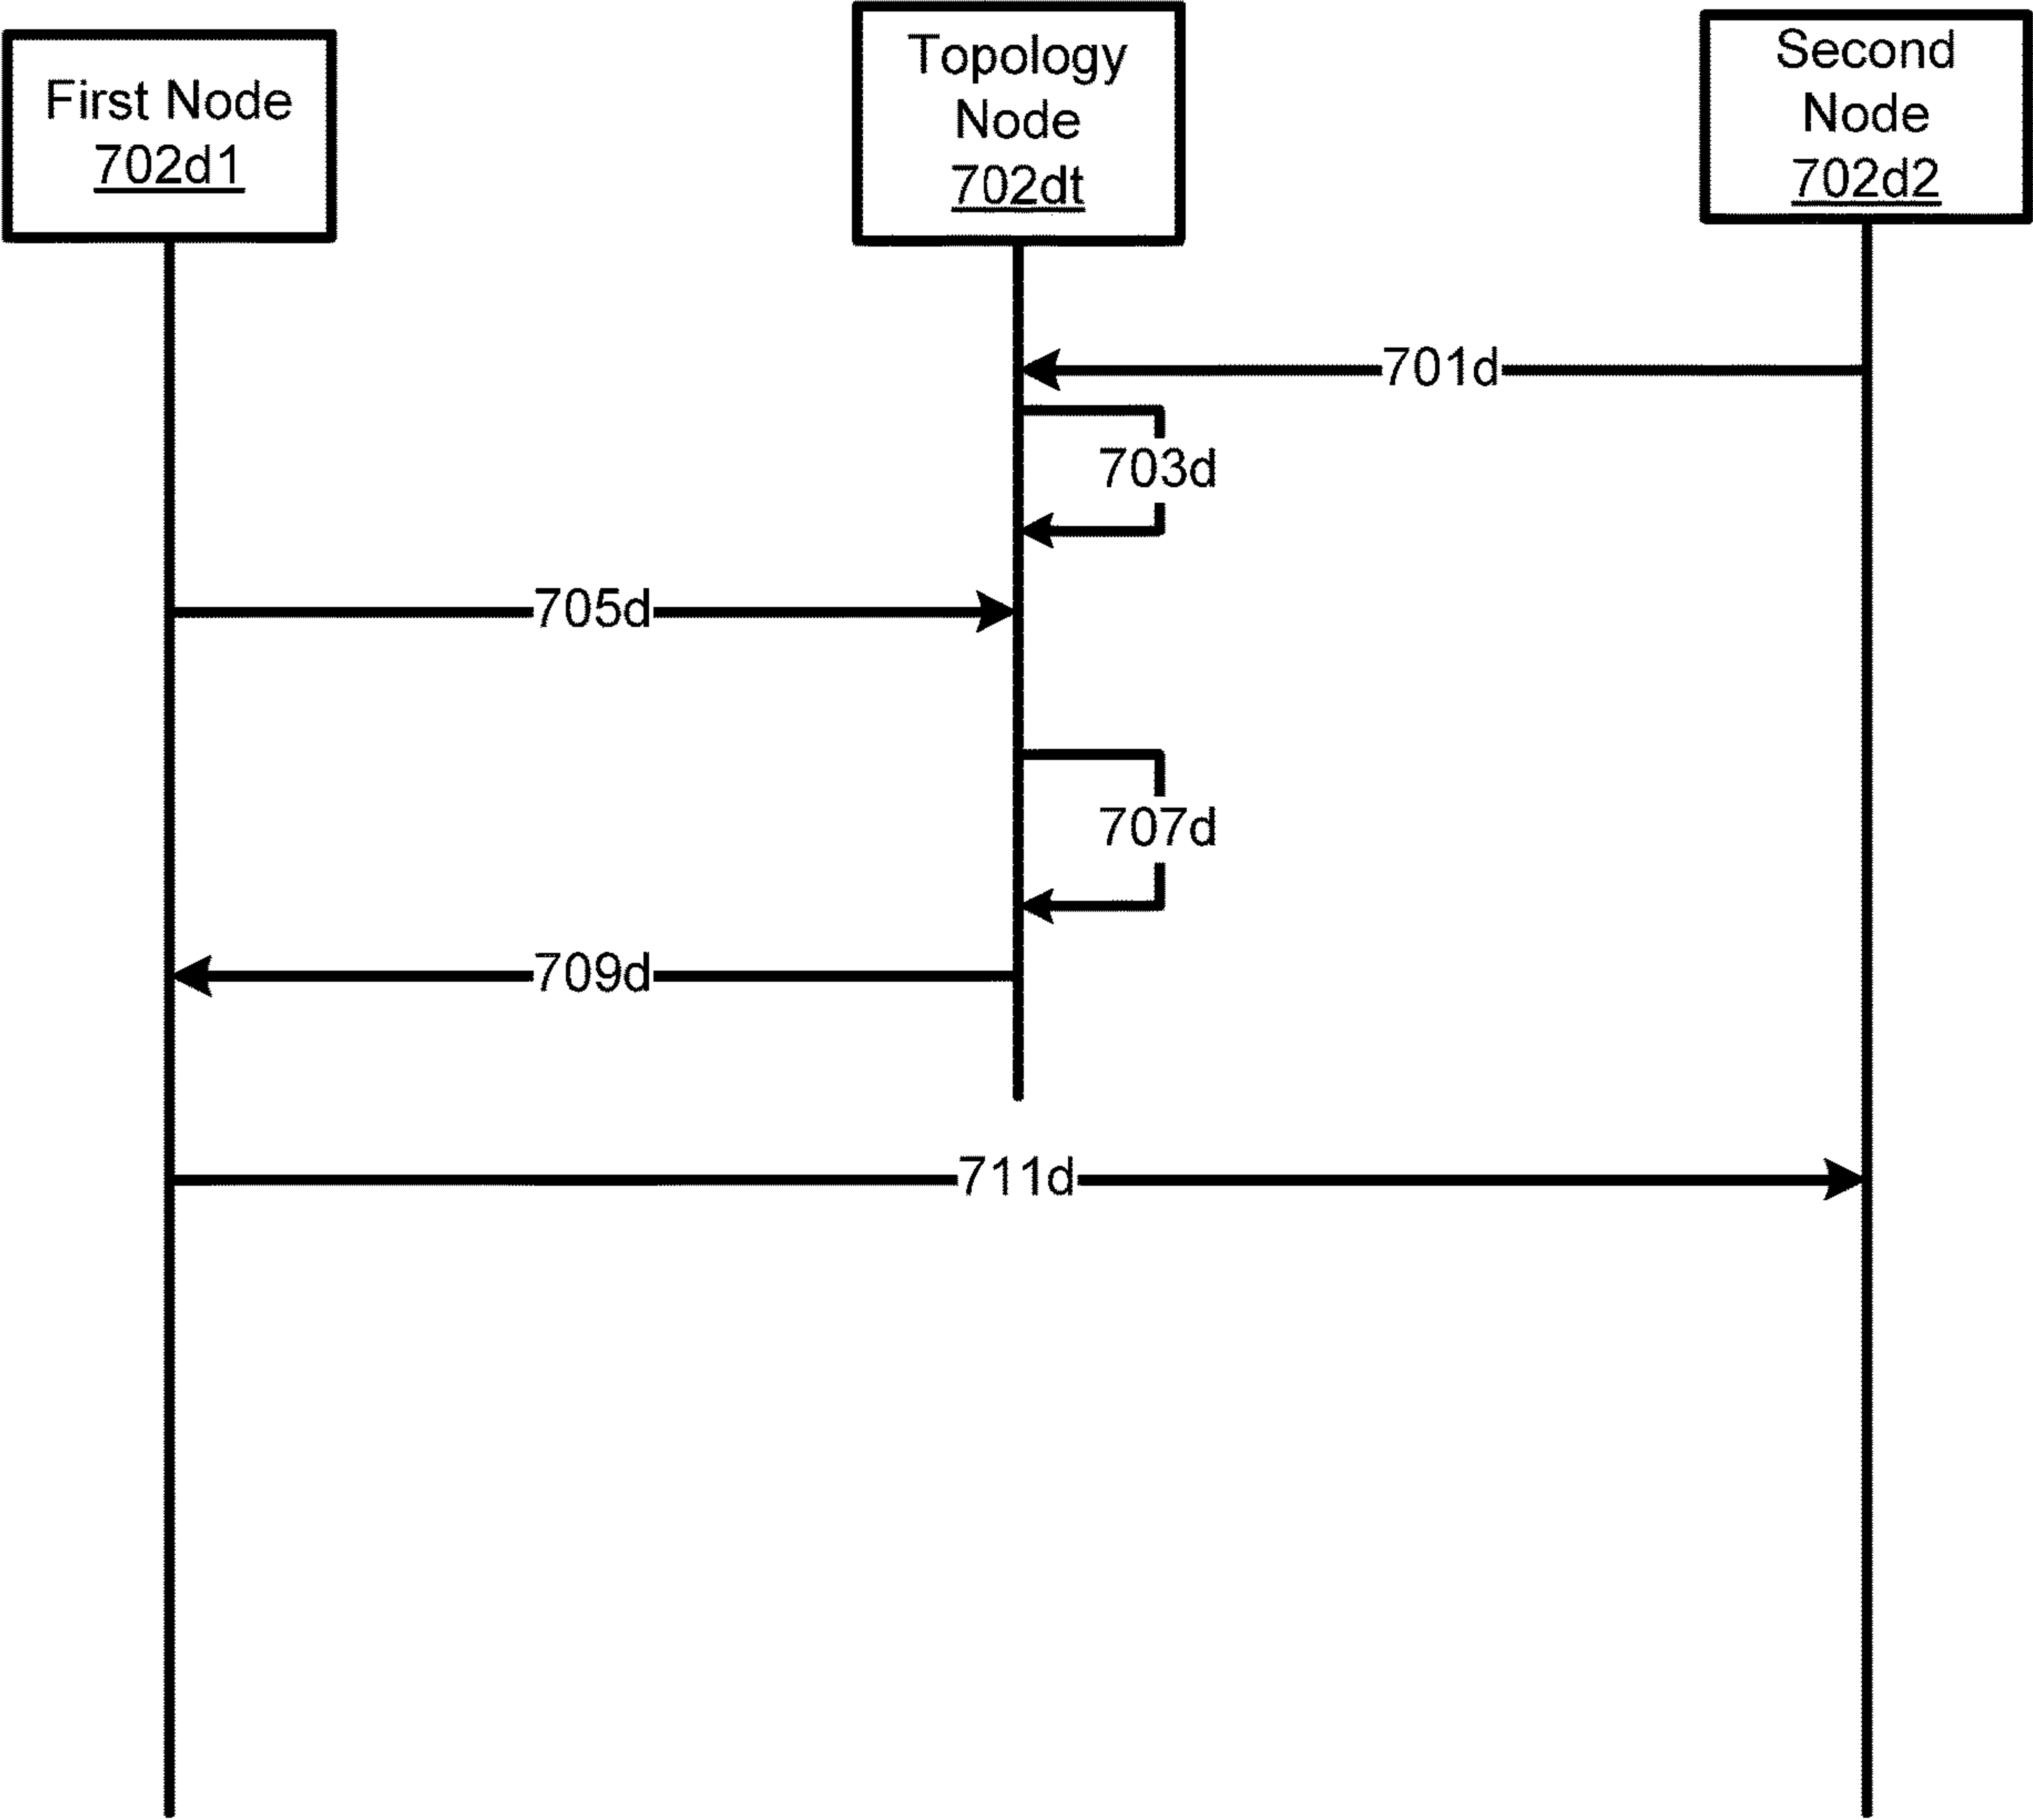 First Node
702d1
Topology
Node
702dt
Second
Node
702d2
701d
703d
705d
707d
709d
711d